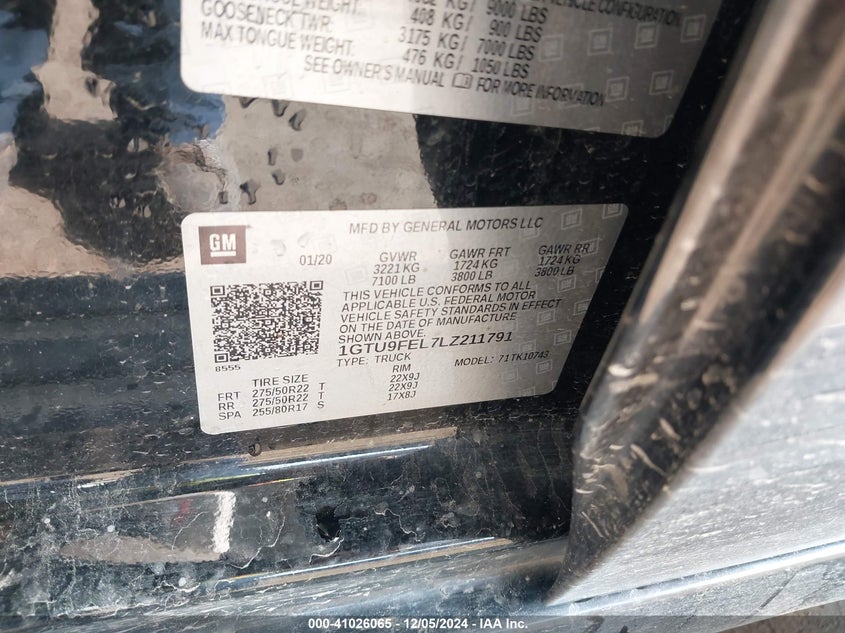 9000 LBS
GOOSENECK TWR: 408 KG/ 900 LBS
MAX TONGUE WEIGHT: 3175 KG/ 7000 LBS
476 KG/ 1050 LBS
SEE OWNER'S MANUAL FOR MORE INFORMATION
GM
MFD BY GENERAL MOTORS LLC
01/20 GVWR GAWR FRT GAWR RR
3221 KG 1724 KG 1724 KG
7100 LB 3800 LB 3800 LB
THIS VEHICLE CONFORMS TO ALL
APPLICABLE U.S. FEDERAL MOTOR
VEHICLE SAFETY STANDARDS IN EFFECT
ON THE DATE OF MANUFACTURE
SHOWN ABOVE.
1GTU9FEL7LZ211791
8555
TYPE: TRUCK MODEL: 71TK10743
TIRE SIZE RIM
FRT 275/50R22 T 22X9J
RR 275/50R22 T 22X9J
SPA 255/80R17 S 17X8J
000-41026065 - 12/05/2024 - IAA Inc.